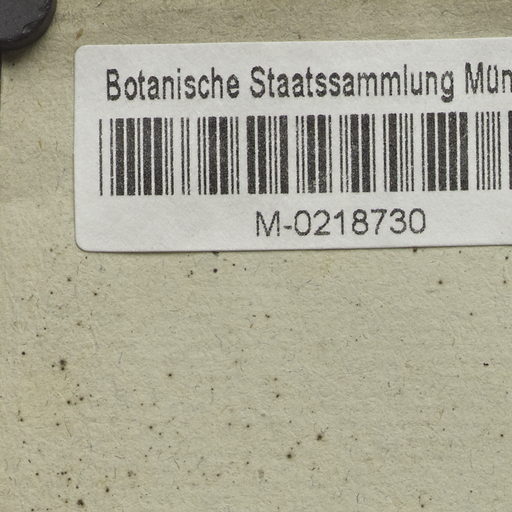 Botanische Staatssammlung Mün
M-0218730